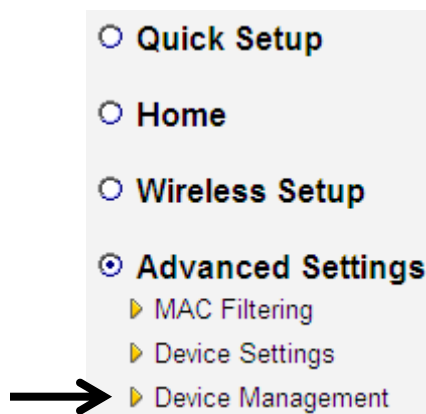 Quick Setup
Home
Wireless Setup
Advanced Settings
MAC Filtering
Device Settings
Device Management